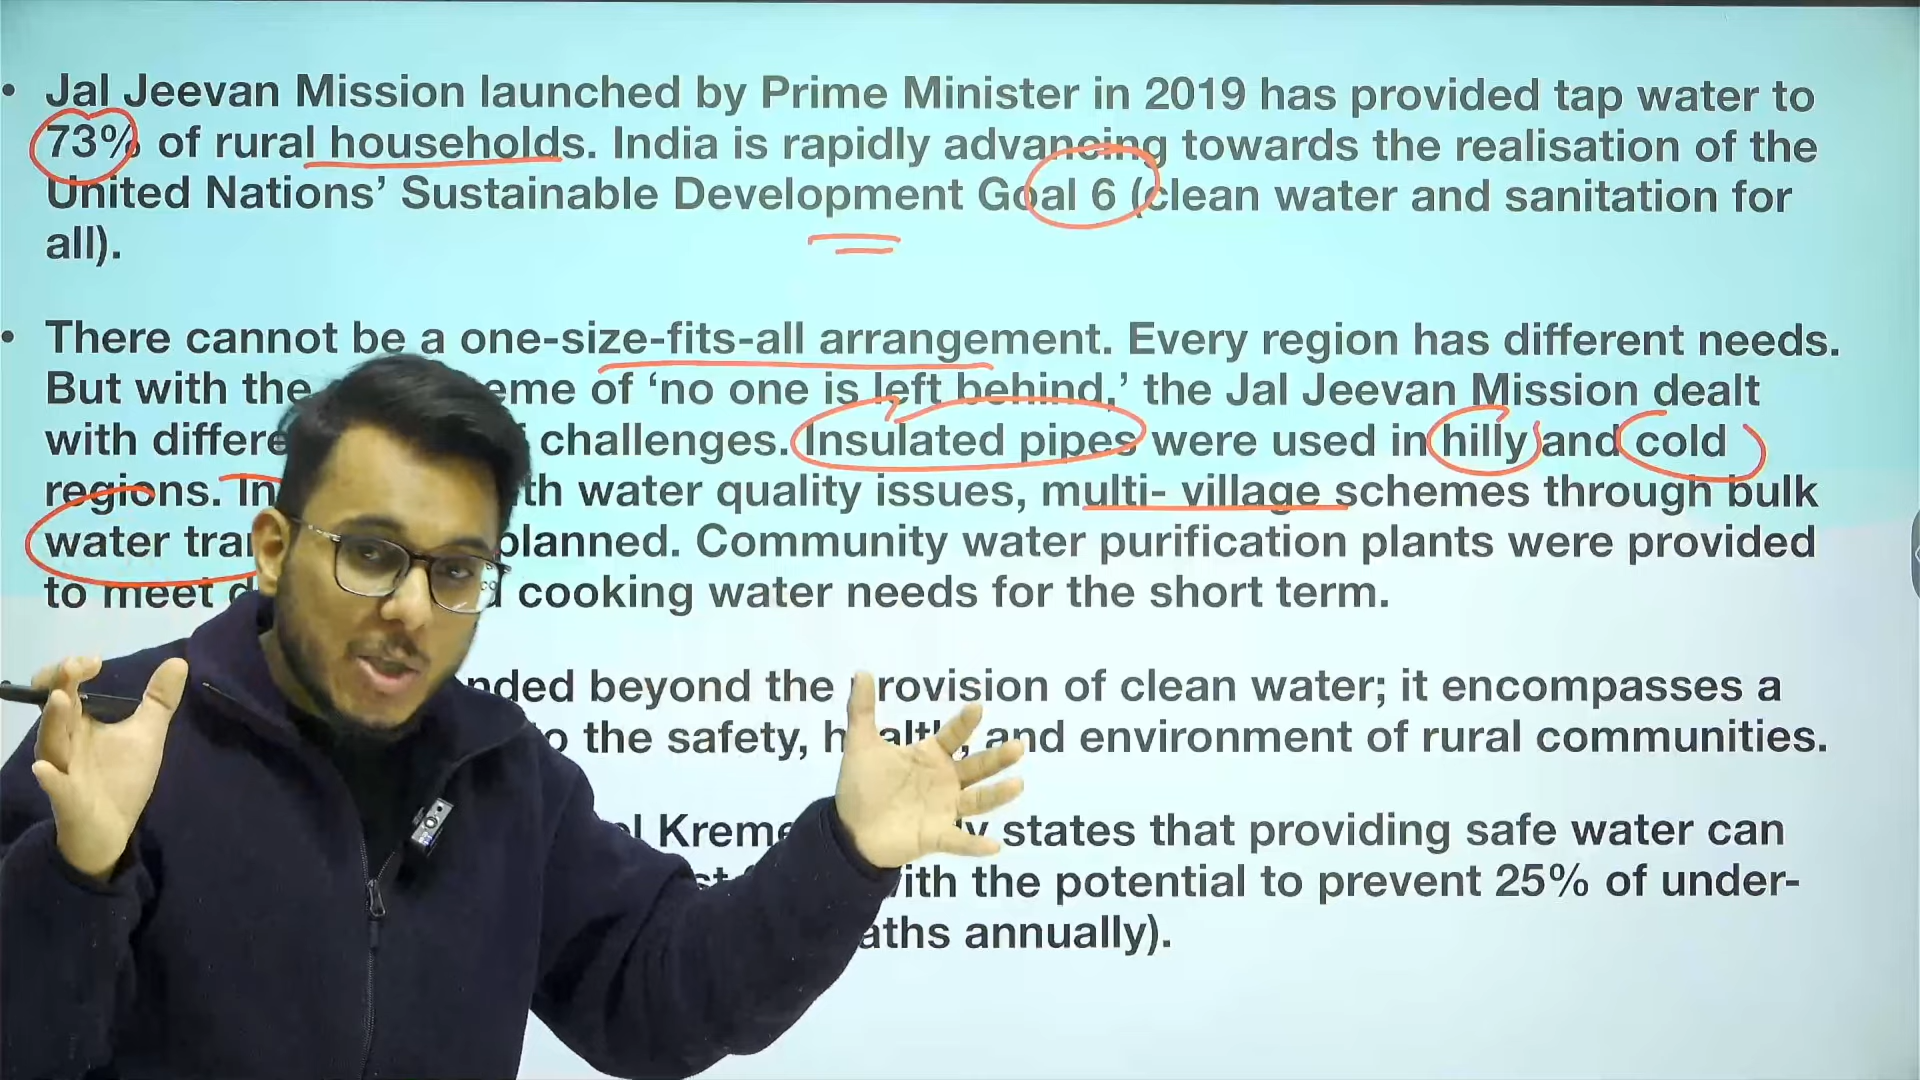 • Jal Jeevan Mission launched by Prime Minister in 2019 has provided tap water to
73% of rural households. India is rapidly advancing towards the realisation of the
United Nations’ Sustainable Development Goal 6 (clean water and sanitation for
all).
• There cannot be a one-size-fits-all arrangement. Every region has different needs.
But with the of ‘no one is left behind,’ the Jal Jeevan Mission dealt
with challenges. Insulated pipes were used in hilly and cold
regions. In water quality issues, multi- village schemes through bulk
water planned. Community water purification plants were provided
to meet cooking water needs for the short term.
beyond the provision of clean water; it encompasses a
the safety, health, and environment of rural communities.
states that providing safe water can
with the potential to prevent 25% of under-
annually).